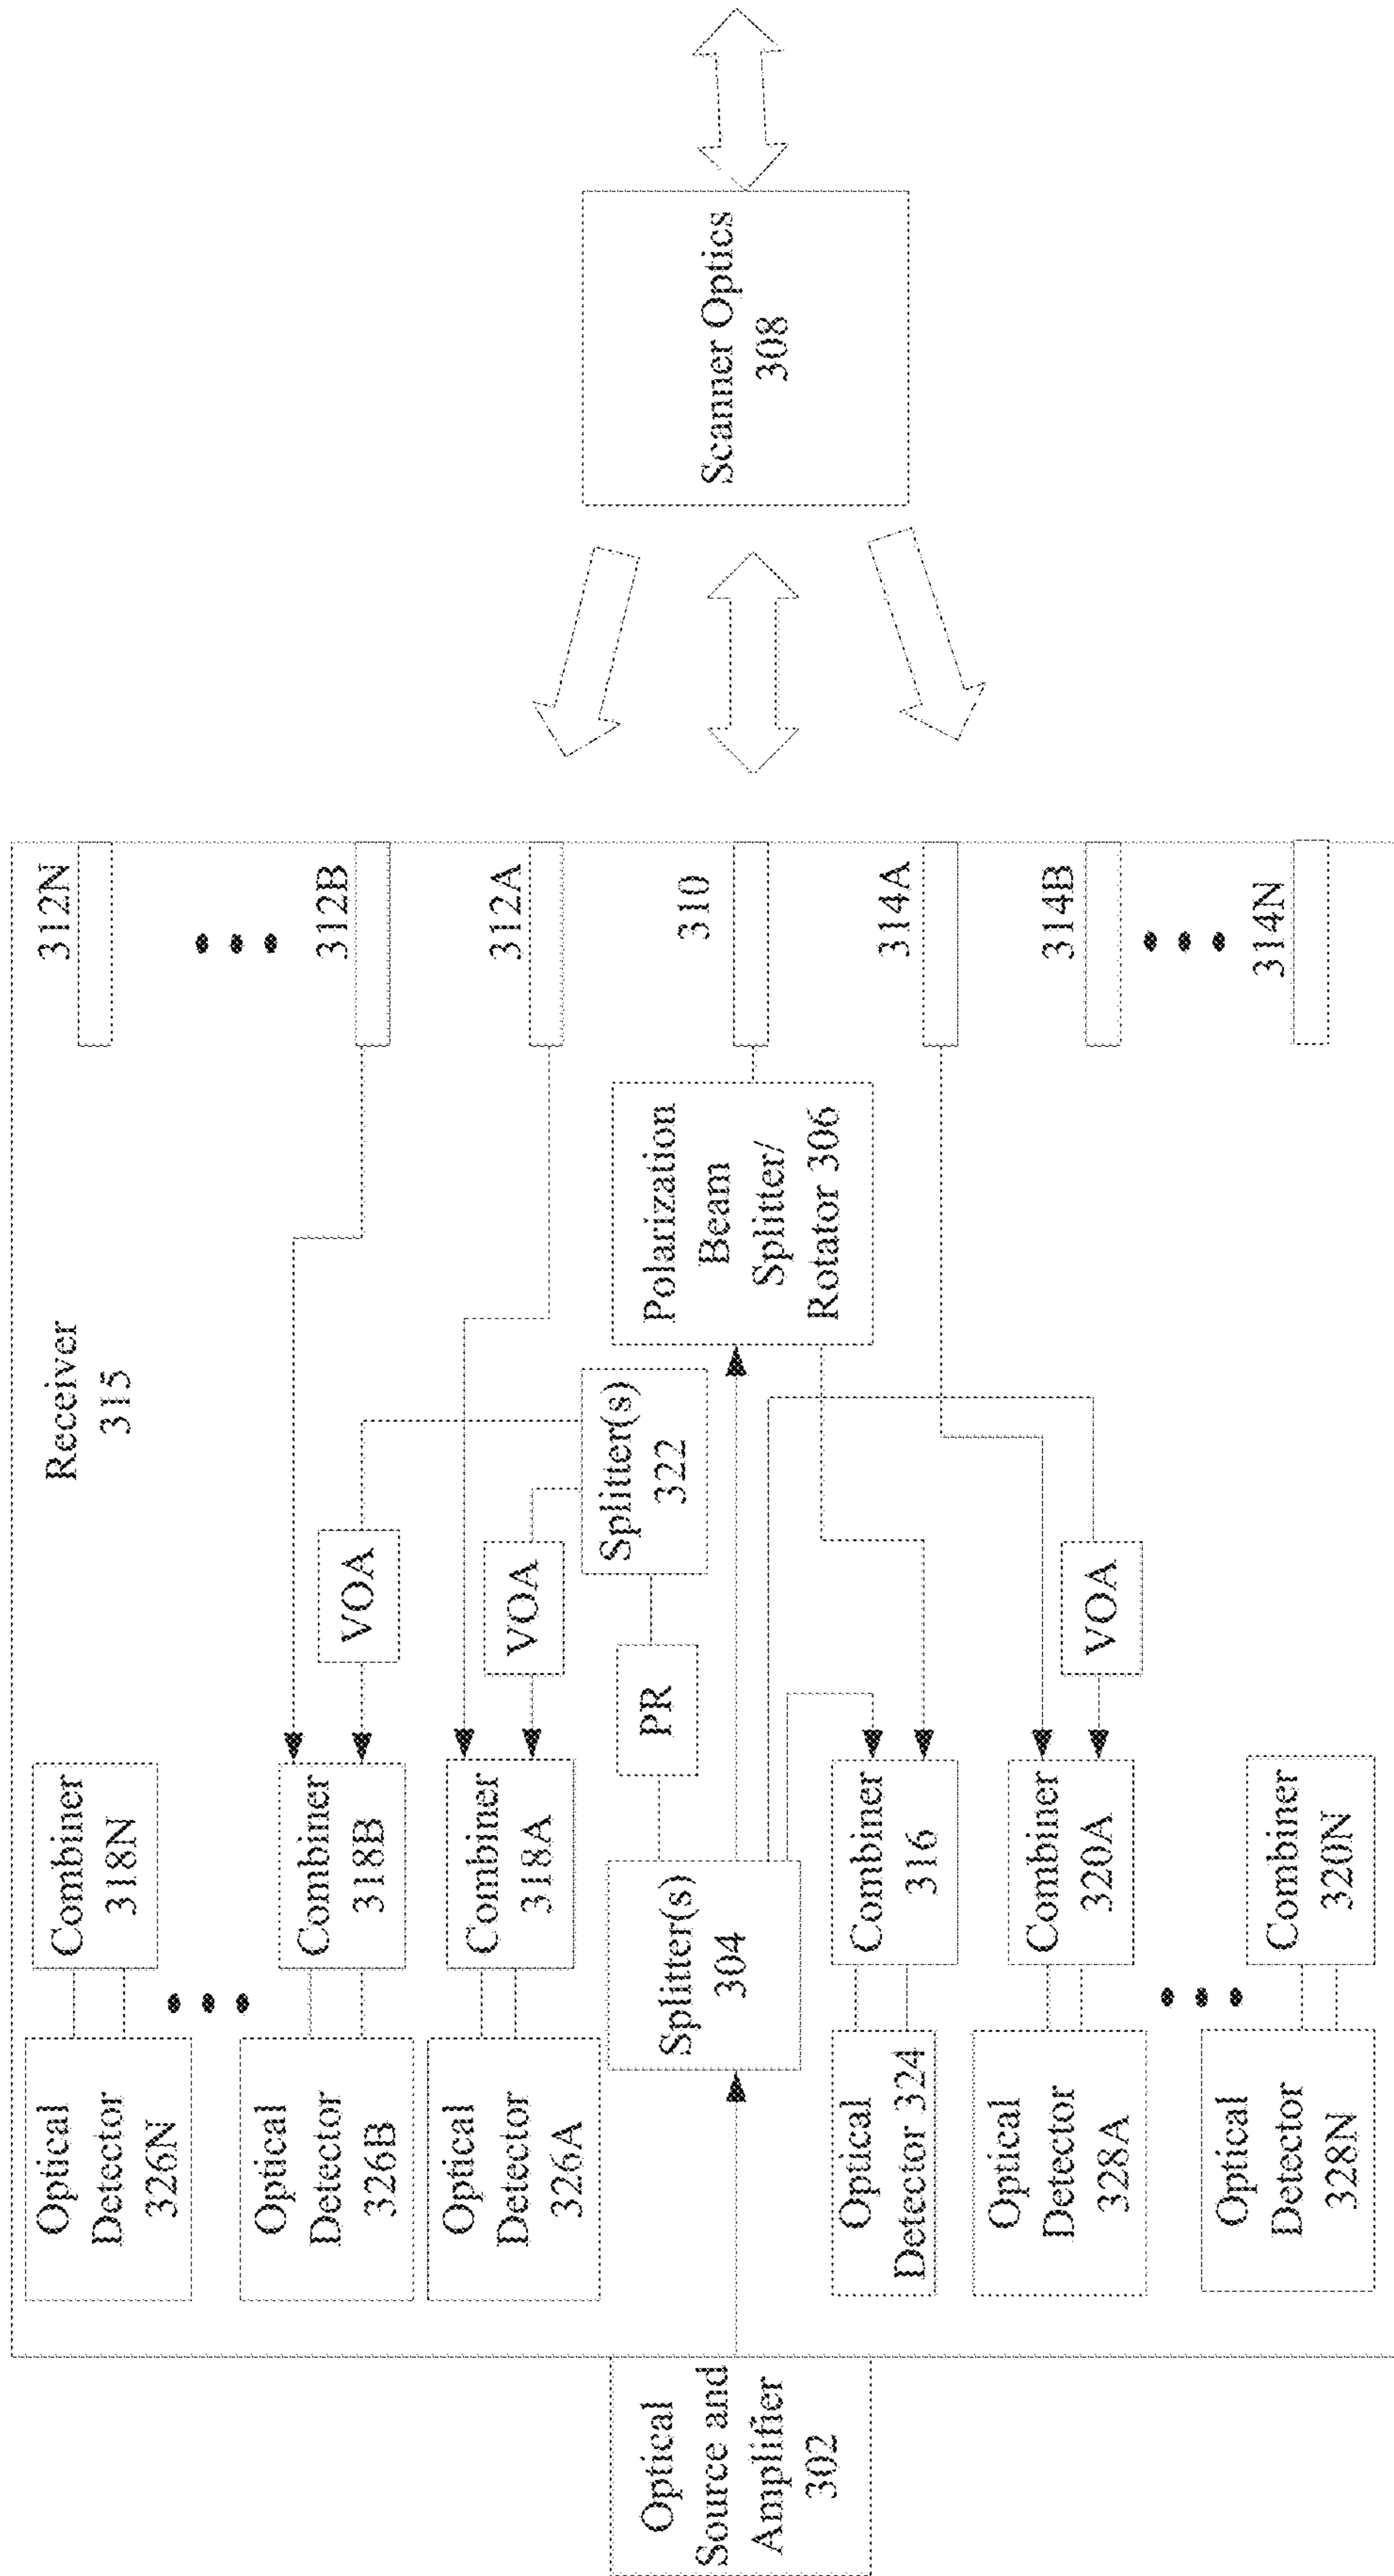 Receiver
315
Optical
Detector
326N
Combiner
318N
312N
Optical
Detector
326B
Combiner
318B
VOA
312B
Optical
Detector
326A
Combiner
318A
VOA
312A
Optical
Source and
Amplifier
302
Splitter(s)
304
PR
Splitter(s)
322
Polarization
Beam
Splitter/
Rotator 306
310
Scanner Optics
308
Optical
Detector 324
Combiner
316
314A
Optical
Detector
328A
Combiner
320A
VOA
314B
Optical
Detector
328N
Combiner
320N
314N